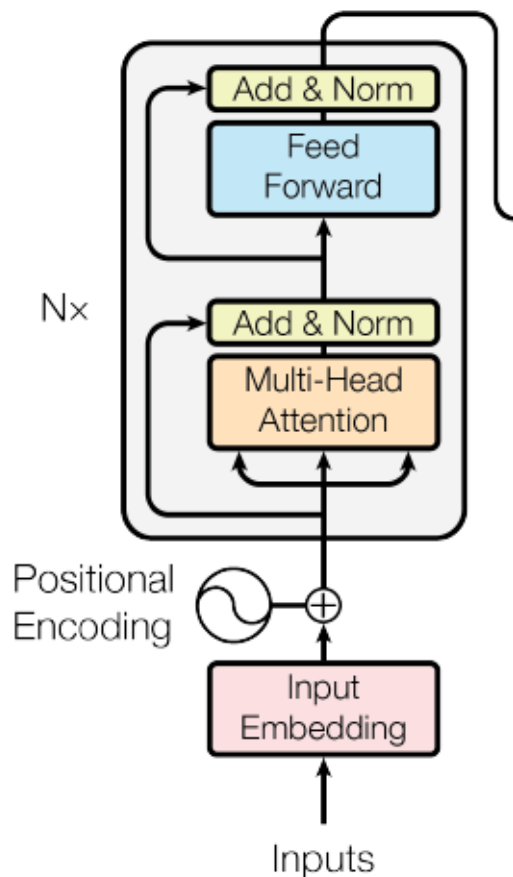 Add & Norm
Feed
Forward
Nx
Add & Norm
Multi-Head
Attention
Positional
Encoding
Input
Embedding
Inputs